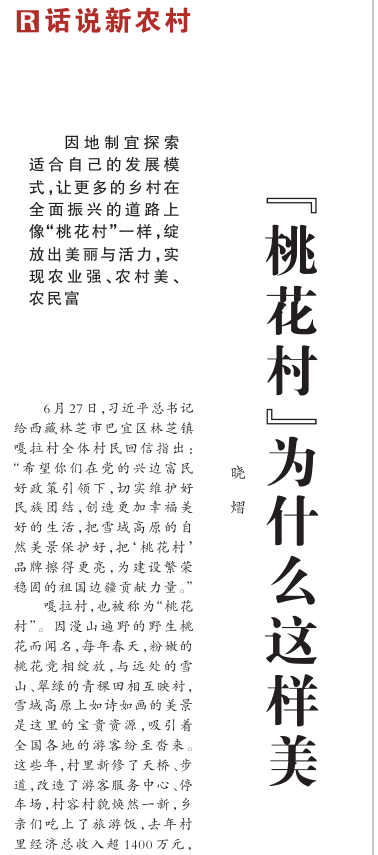 R话说新农村
『桃花村』为什么这样美
晓熠
因地制宜探索
适合自己的发展模
式,让更多的乡村在
全面振兴的道路上
像“桃花村”一样,绽
放出美丽与活力,实
现农业强、农村美、
农民富
6月27日,习近平总书记
给西藏林芝市巴宜区林芝镇
嘎拉村全体村民回信指出:
“希望你们在党的兴边富民
好政策引领下,切实维护好
民族团结,创造更加幸福美
好的生活,把雪域高原的自
然美景保护好,把‘桃花村’
品牌擦得更亮,为建设繁荣
稳固的祖国边疆贡献力量。”
嘎拉村,也被称为“桃花
村”。因漫山遍野的野生桃
花而闻名,每年春天,粉嫩的
桃花竞相绽放,与远处的雪
山、翠绿的青稞田相互映衬,
雪域高原上如诗如画的美景
是这里的宝贵资源,吸引着
全国各地的游客纷至沓来。
这些年,村里新修了天桥、步
道,改造了游客服务中心、停
车场,村容村貌焕然一新,乡
亲们吃上了旅游饭,去年村
里经济总收入超1400万元,